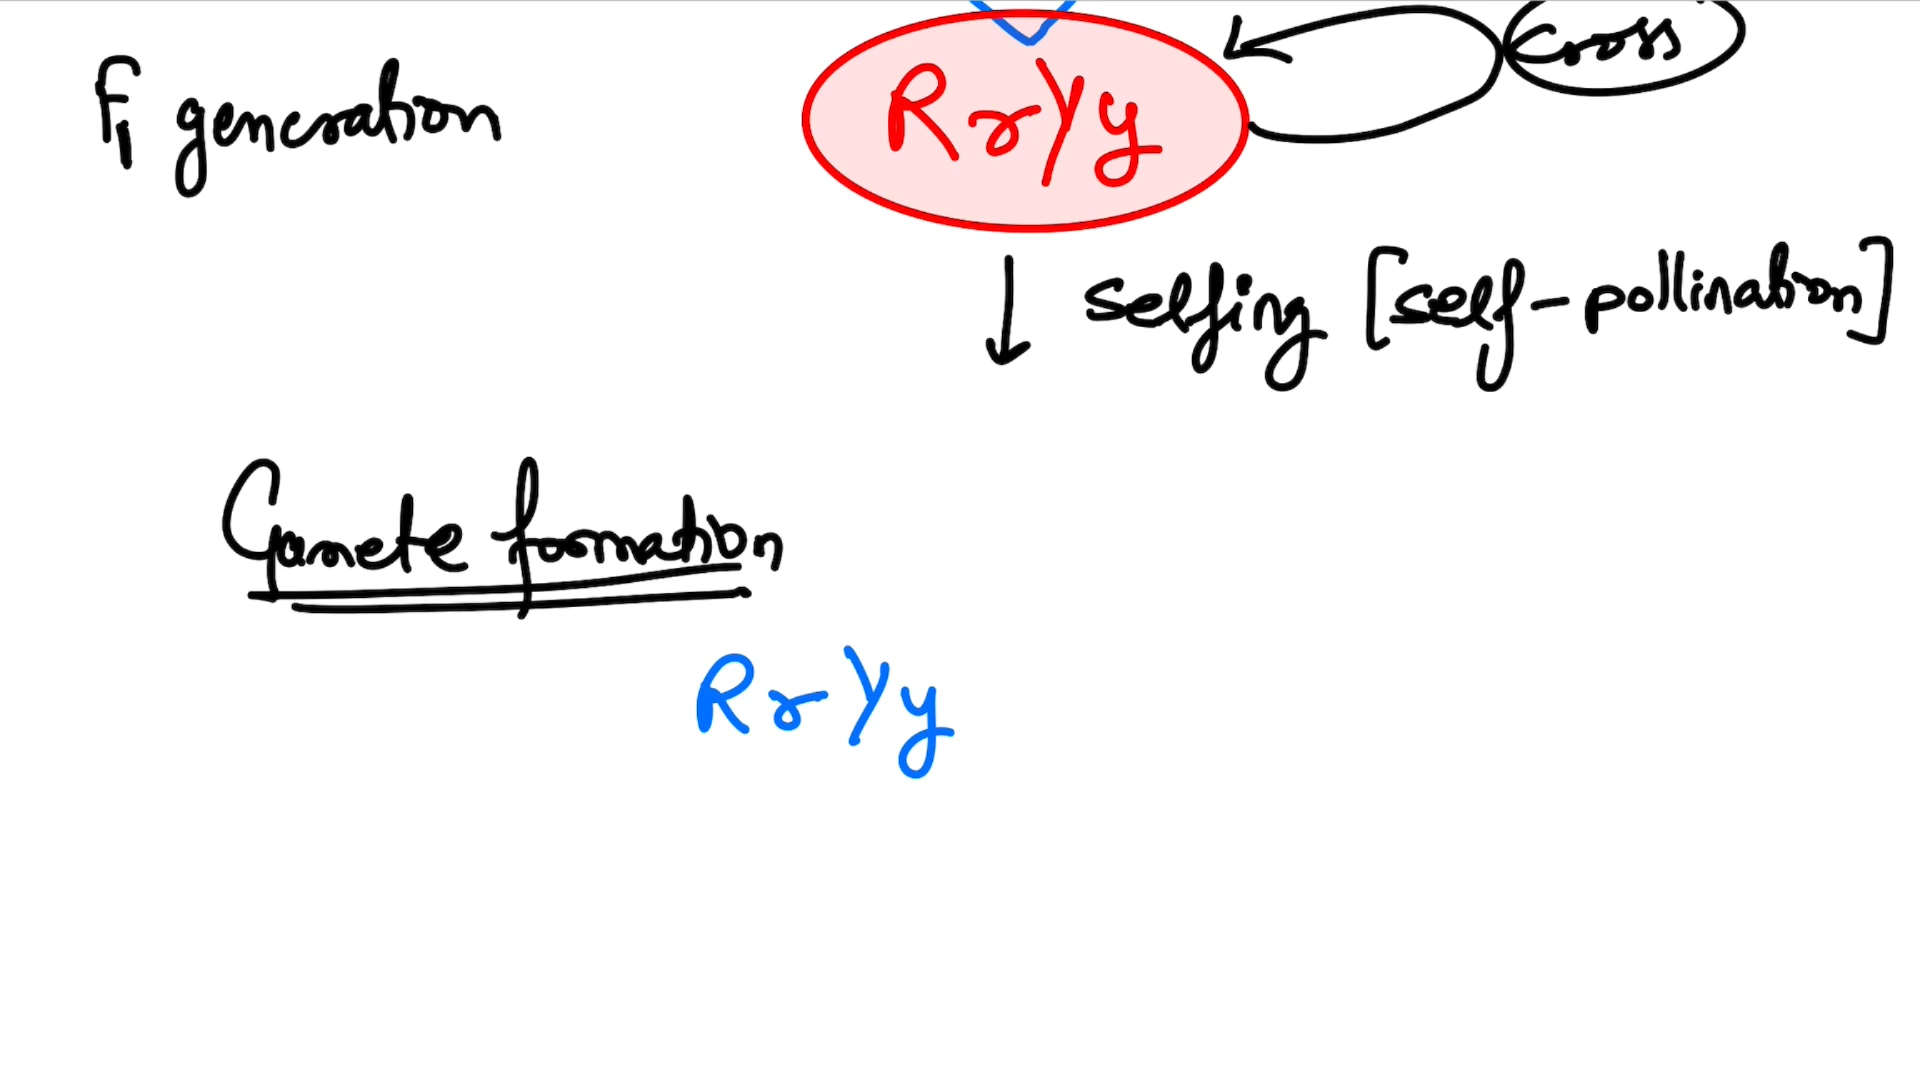 cross
F1 generation
RrYy
selfing [self-pollination]
Gamete formation
RrYy